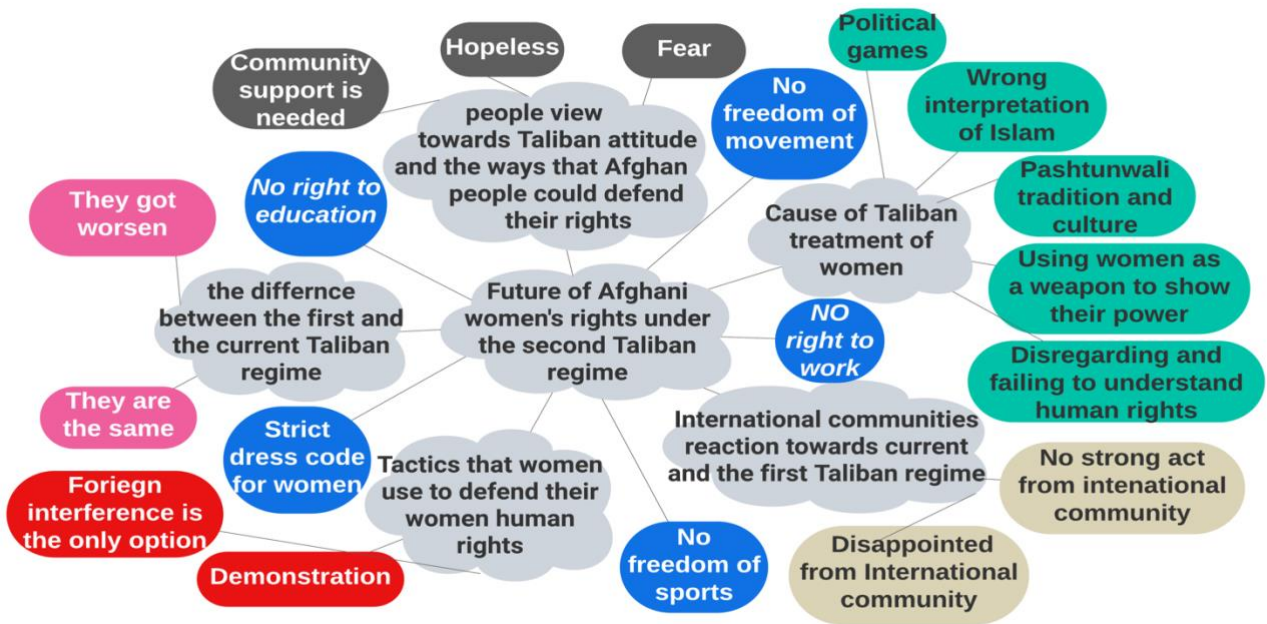 Hopeless
Fear
Political
games
Community
support is
needed
No
freedom of
movement
Wrong
interpretation
of Islam
people view
towards Taliban attitude
and the ways that Afghan
people could defend
their rights
Pashtunwali
tradition and
culture
No right to
education
They got
worsen
Cause of Taliban
treatment of
women
Using women as
a weapon to show
their power
the differnce
between the first and
the current Taliban
regime
Future of Afghani
women's rights under
the second Taliban
regime
NO
right to
work
Disregarding and
failing to understand
human rights
They are
the same
Strict
dress code
for women
International communities
reaction towards current
and the first Taliban regime
Tactics that women
use to defend their
women human
rights
No strong act
from intenational
community
Foriegn
interference is
the only option
Demonstration
No
freedom of
sports
Disappointed
from International
community